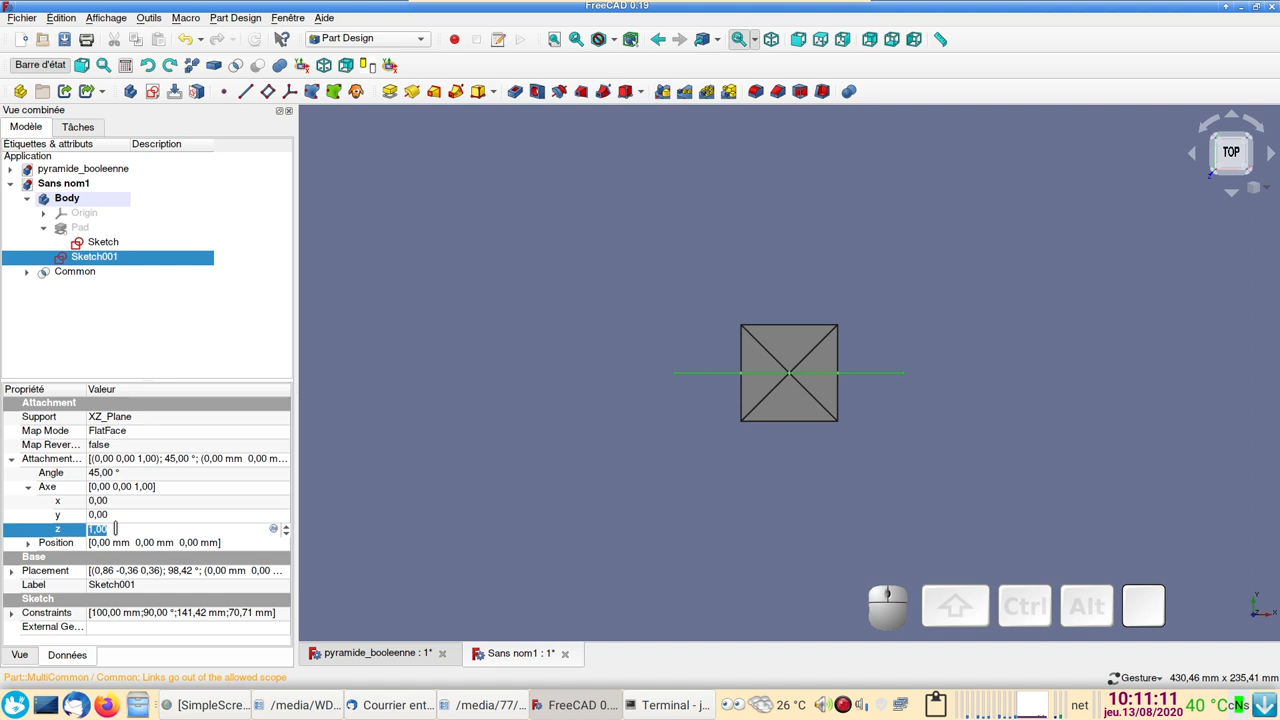 FreeCAD 0.19
Fichier Édition Affichage Outils Macro Part Design Fenêtre Aide
Part Design
Barre d'état
Vue combinée
Modèle Tâches
Étiquettes & attributs Description
Application
pyramide_booleenne
Sans nom1
Body
Origin
Pad
Sketch
Sketch001
Common
TOP
Propriété Valeur
Attachment
Support XZ_Plane
Map Mode FlatFace
Map Rever... false
Attachment... [(0,00 0,00 1,00); 45,00 °; (0,00 mm 0,00 m...
Angle 45,00 °
Axe [0,00 0,00 1,00]
x 0,00
y 0,00
z 1,00
Position [0,00 mm 0,00 mm 0,00 mm]
Base
Placement [(0,86 -0,36 0,36); 98,42 °; (0,00 mm 0,00 ...
Label Sketch001
Sketch
Constraints [100,00 mm;90,00 °;141,42 mm;70,71 mm]
External Ge...
Ctrl Alt
Y
X
Vue Données
pyramide_booleenne : 1* Sans nom1 : 1*
Part::MultiCommon / Common: Links go out of the allowed scope
Gesture 430,46 mm x 235,41 mm
[SimpleScre... /media/WD... Courrier ent... /media/77/... FreeCAD 0.... Terminal - j... 26 °C net 10:11:11 jeu.13/08/2020 40 °C